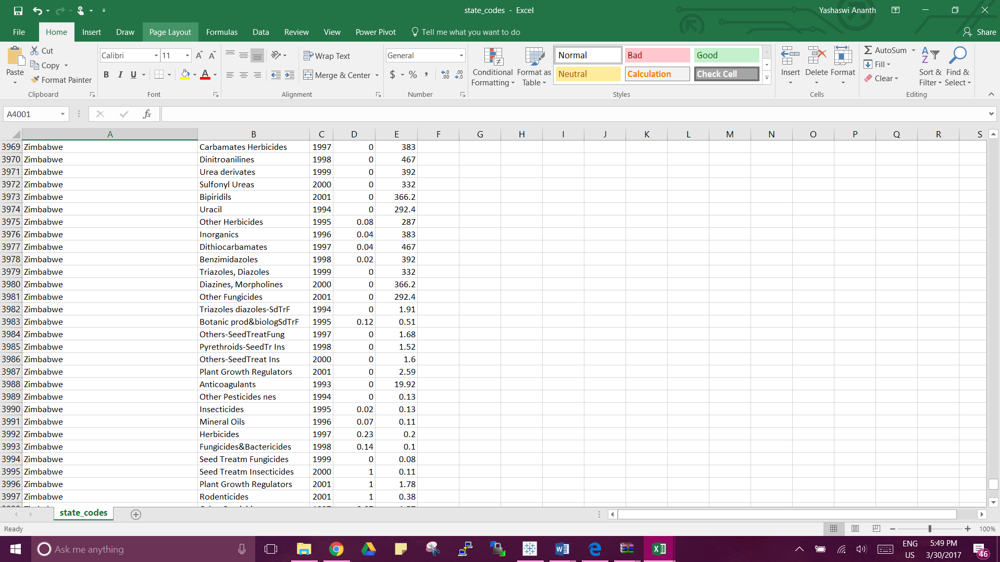 state_codes - Excel
Yashaswi Ananth
File Home Insert Draw Page Layout Formulas Data Review View Power Pivot Tell me what you want to do
Share
Paste
Cut
Copy
Format Painter
Clipboard
Calibri 11
B I U
Font
Wrap Text
Merge & Center
Alignment
General
$ % ,
Number
Conditional Formatting
Format as Table
Normal Bad Good
Neutral Calculation Check Cell
Styles
Insert Delete Format
Cells
AutoSum
Fill
Clear
Sort & Filter
Find & Select
Editing
A4001
fx
A B C D E F G H I J K L M N O P Q R S
3969 Zimbabwe Carbamates Herbicides 1997 0 383
3970 Zimbabwe Dinitroanilines 1998 0 467
3971 Zimbabwe Urea derivates 1999 0 392
3972 Zimbabwe Sulfonyl Ureas 2000 0 332
3973 Zimbabwe Bipiridils 2001 0 366.2
3974 Zimbabwe Uracil 1994 0 292.4
3975 Zimbabwe Other Herbicides 1995 0.08 287
3976 Zimbabwe Inorganics 1996 0.04 383
3977 Zimbabwe Dithiocarbamates 1997 0.04 467
3978 Zimbabwe Benzimidazoles 1998 0.02 392
3979 Zimbabwe Triazoles, Diazoles 1999 0 332
3980 Zimbabwe Diazines, Morpholines 2000 0 366.2
3981 Zimbabwe Other Fungicides 2001 0 292.4
3982 Zimbabwe Triazoles diazoles-SdTrF 1994 0 1.91
3983 Zimbabwe Botanic prod&biologSdTrF 1995 0.12 0.51
3984 Zimbabwe Others-SeedTreatFung 1997 0 1.68
3985 Zimbabwe Pyrethroids-SeedTr Ins 1998 0 1.52
3986 Zimbabwe Others-SeedTreat Ins 2000 0 1.6
3987 Zimbabwe Plant Growth Regulators 2001 0 2.59
3988 Zimbabwe Anticoagulants 1993 0 19.92
3989 Zimbabwe Other Pesticides nes 1994 0 0.13
3990 Zimbabwe Insecticides 1995 0.02 0.13
3991 Zimbabwe Mineral Oils 1996 0.07 0.11
3992 Zimbabwe Herbicides 1997 0.23 0.2
3993 Zimbabwe Fungicides&Bactericides 1998 0.14 0.1
3994 Zimbabwe Seed Treatm Fungicides 1999 0 0.08
3995 Zimbabwe Seed Treatm Insecticides 2000 1 0.11
3996 Zimbabwe Plant Growth Regulators 2001 1 1.78
3997 Zimbabwe Rodenticides 2001 1 0.38
state_codes
Ready
100%
Ask me anything
ENG
US
5:49 PM
3/30/2017
46